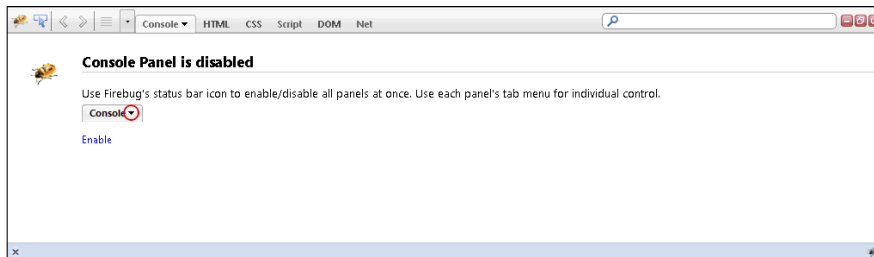 Console HTML CSS Script DOM Net
Console Panel is disabled
Use Firebug's status bar icon to enable/disable all panels at once. Use each panel's tab menu for individual control.
Console
Enable